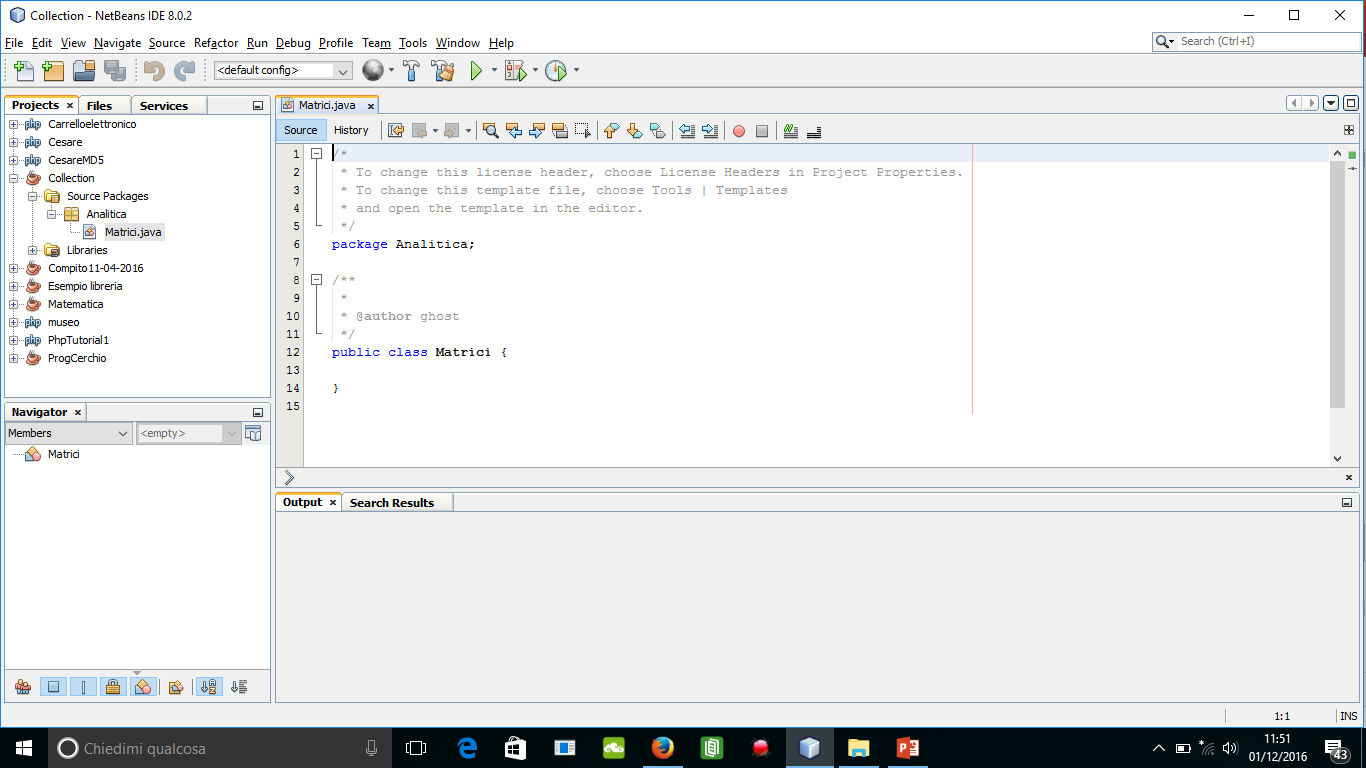 Collection - NetBeans IDE 8.0.2
File Edit View Navigate Source Refactor Run Debug Profile Team Tools Window Help
Search (Ctrl+I)
<default config>
Projects Files Services
Carrelloelettronico
Cesare
CesareMD5
Collection
Source Packages
Analitica
Matrici.java
Libraries
Compito11-04-2016
Esempio libreria
Matematica
museo
PhpTutorial1
ProgCerchio
Navigator
Members <empty>
Matrici
Matrici.java
Source History
1 /*
2 * To change this license header, choose License Headers in Project Properties.
3 * To change this template file, choose Tools | Templates
4 * and open the template in the editor.
5 */
6 package Analitica;
7
8 /**
9 *
10 * @author ghost
11 */
12 public class Matrici {
13
14 }
15
Output Search Results
1:1 INS
Chiedimi qualcosa
11:51
01/12/2016
43